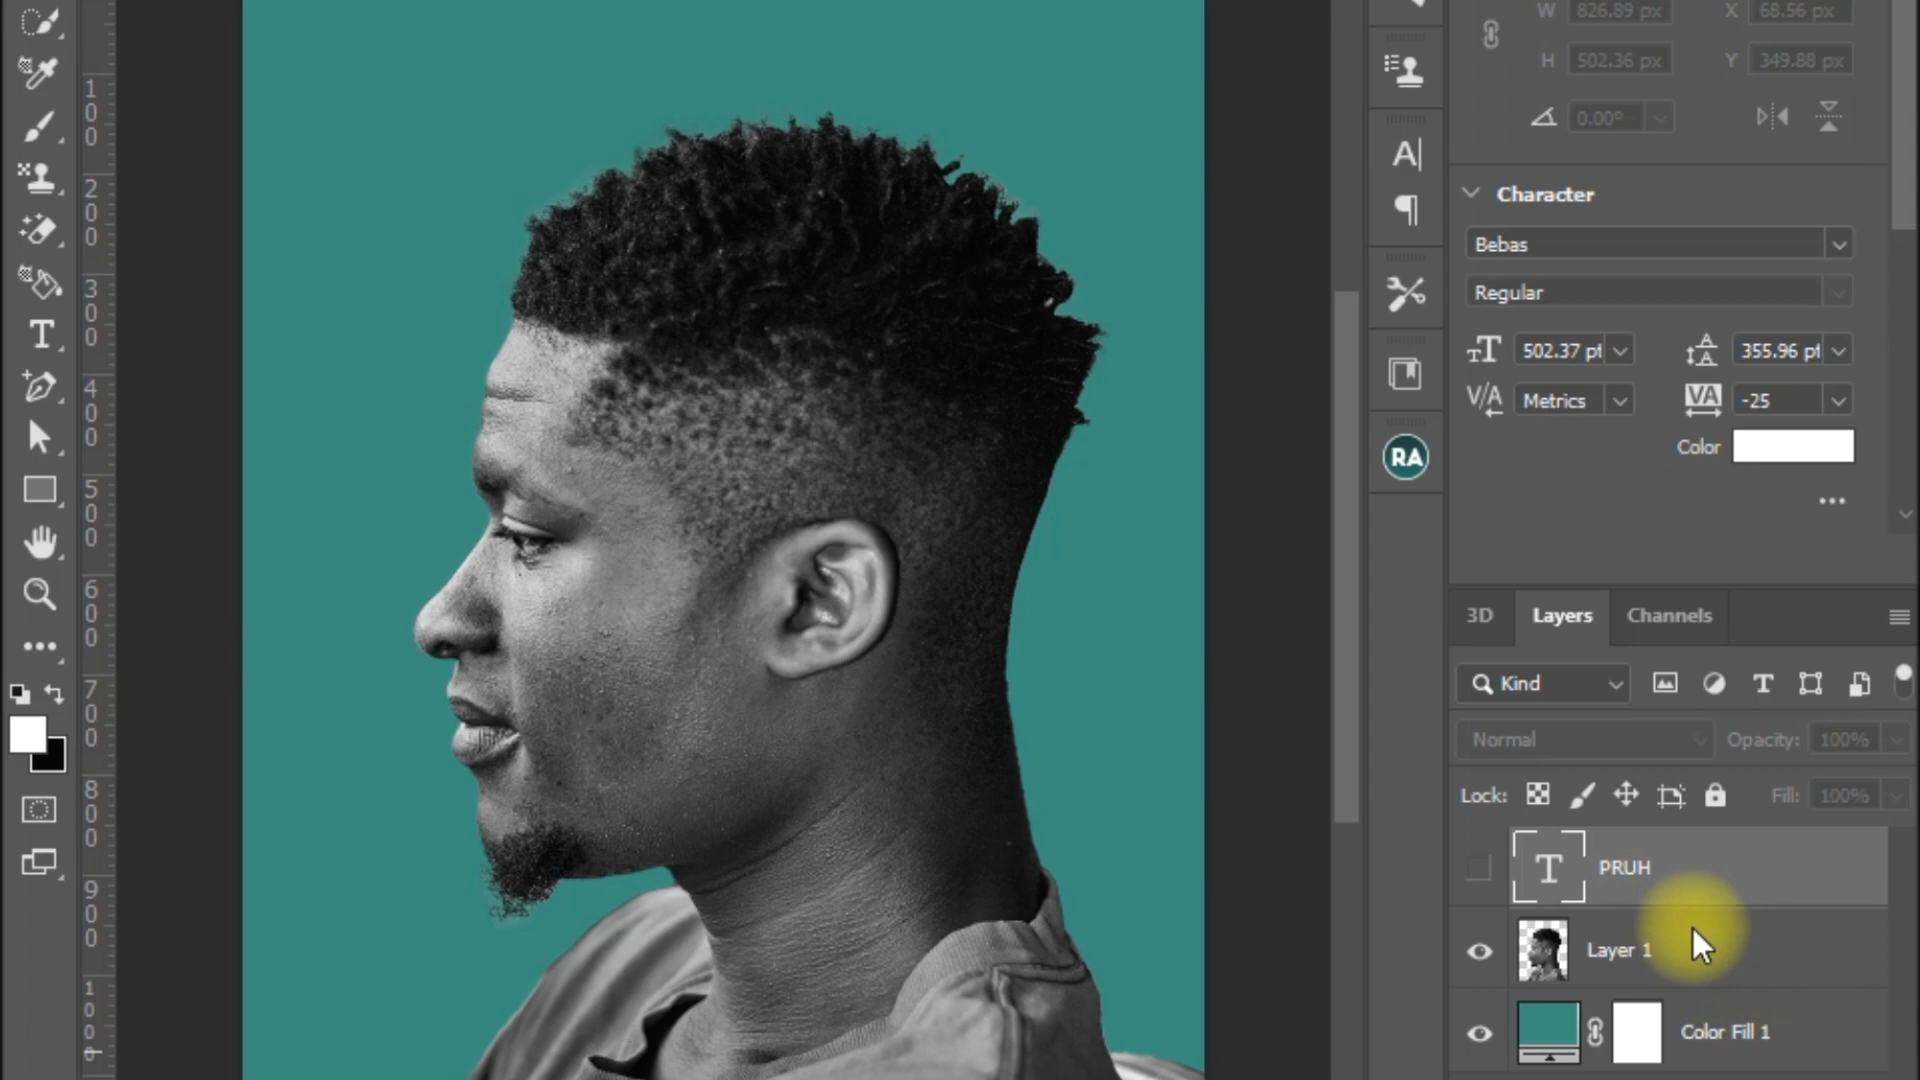 W 826.89 px X 68.56 px
H 502.36 px Y 349.88 px
0.00°
Character
Bebas
Regular
502.37 pt 355.96 pt
Metrics -25
Color
3D Layers Channels
Kind
Normal Opacity: 100%
Lock: Fill: 100%
T PRUH
Layer 1
Color Fill 1
RA
100
200
300
400
500
600
700
800
900
100